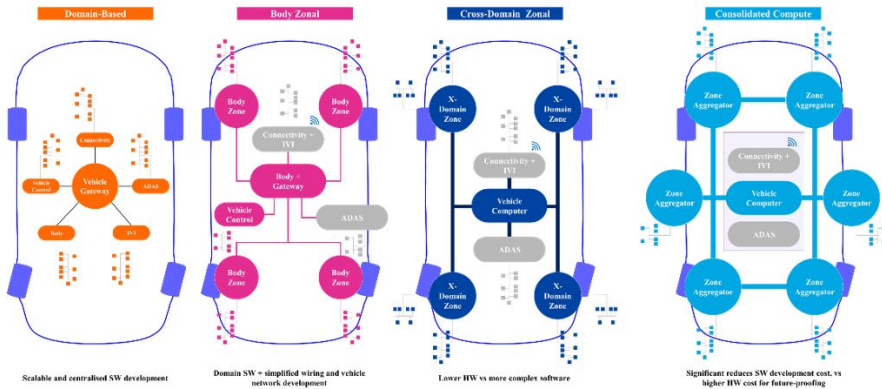 Domain-Based
Connectivity
Vehicle
Gateway
Vehicle
Control
ADAS
Body
IVI
Scalable and centralised SW development
Body Zonal
Body
Zone
Body
Zone
Connectivity +
IVI
Body +
Gateway
Vehicle
Control
ADAS
Body
Zone
Body
Zone
Domain SW + simplified wiring and vehicle
network development
Cross-Domain Zonal
X-
Domain
Zone
X-
Domain
Zone
Connectivity +
IVI
Vehicle
Computer
ADAS
X-
Domain
Zone
X-
Domain
Zone
Lower HW vs more complex software
Consolidated Compute
Zone
Aggregator
Zone
Aggregator
Connectivity +
IVI
Zone
Aggregator
Vehicle
Computer
Zone
Aggregator
ADAS
Zone
Aggregator
Zone
Aggregator
Significant reduces SW development cost. vs
higher HW cost for future-proofing